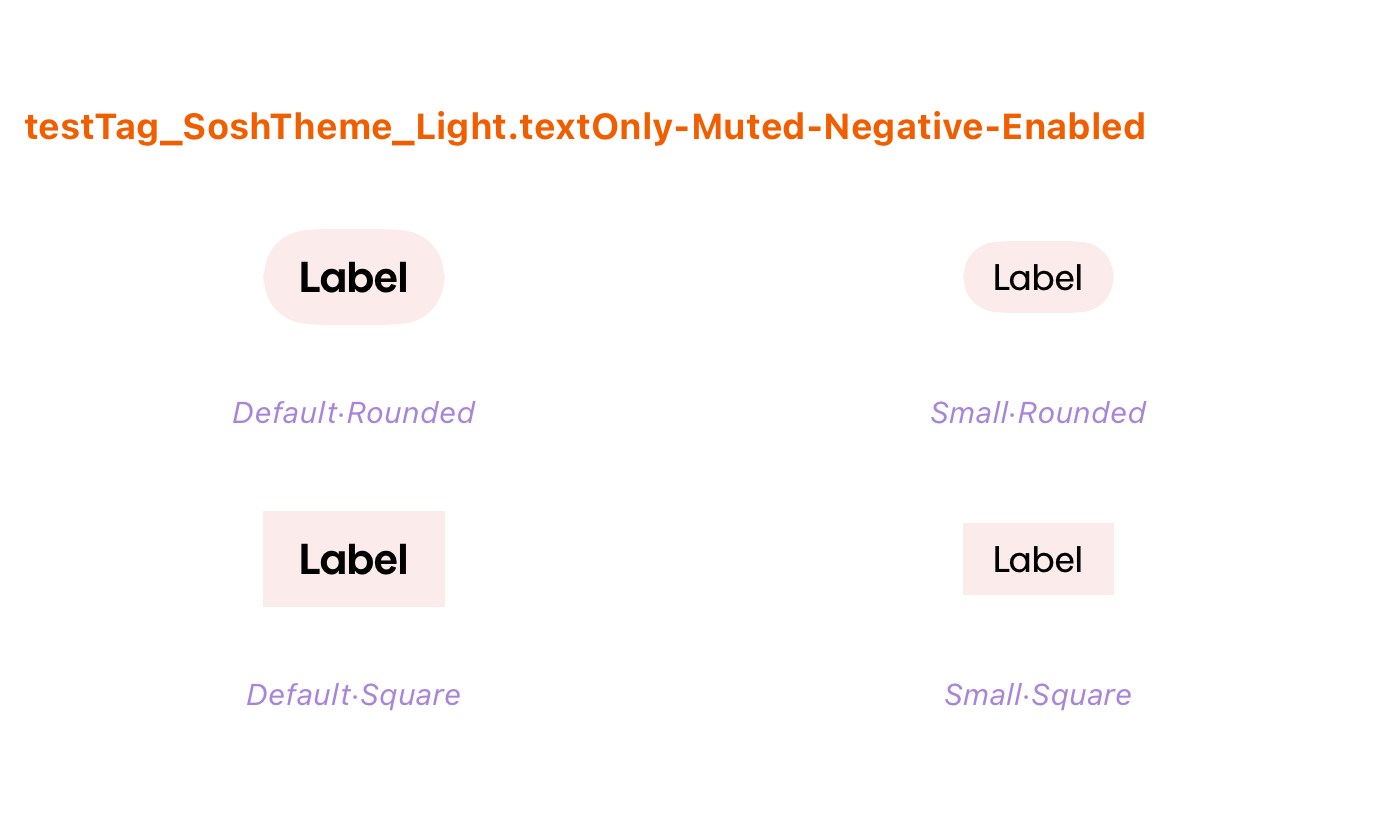 testTag_SoshTheme_Light.textOnly-Muted-Negative-Enabled
Label
Label
Default·Rounded
Small·Rounded
Label
Label
Default·Square
Small·Square